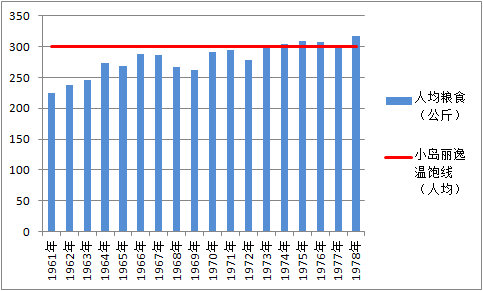 350
300
250
200
150
100
50
0
1961年
1962年
1963年
1964年
1965年
1966年
1967年
1968年
1969年
1970年
1971年
1972年
1973年
1974年
1975年
1976年
1977年
1978年
人均粮食
（公斤）
小岛丽逸
温饱线
（人均）